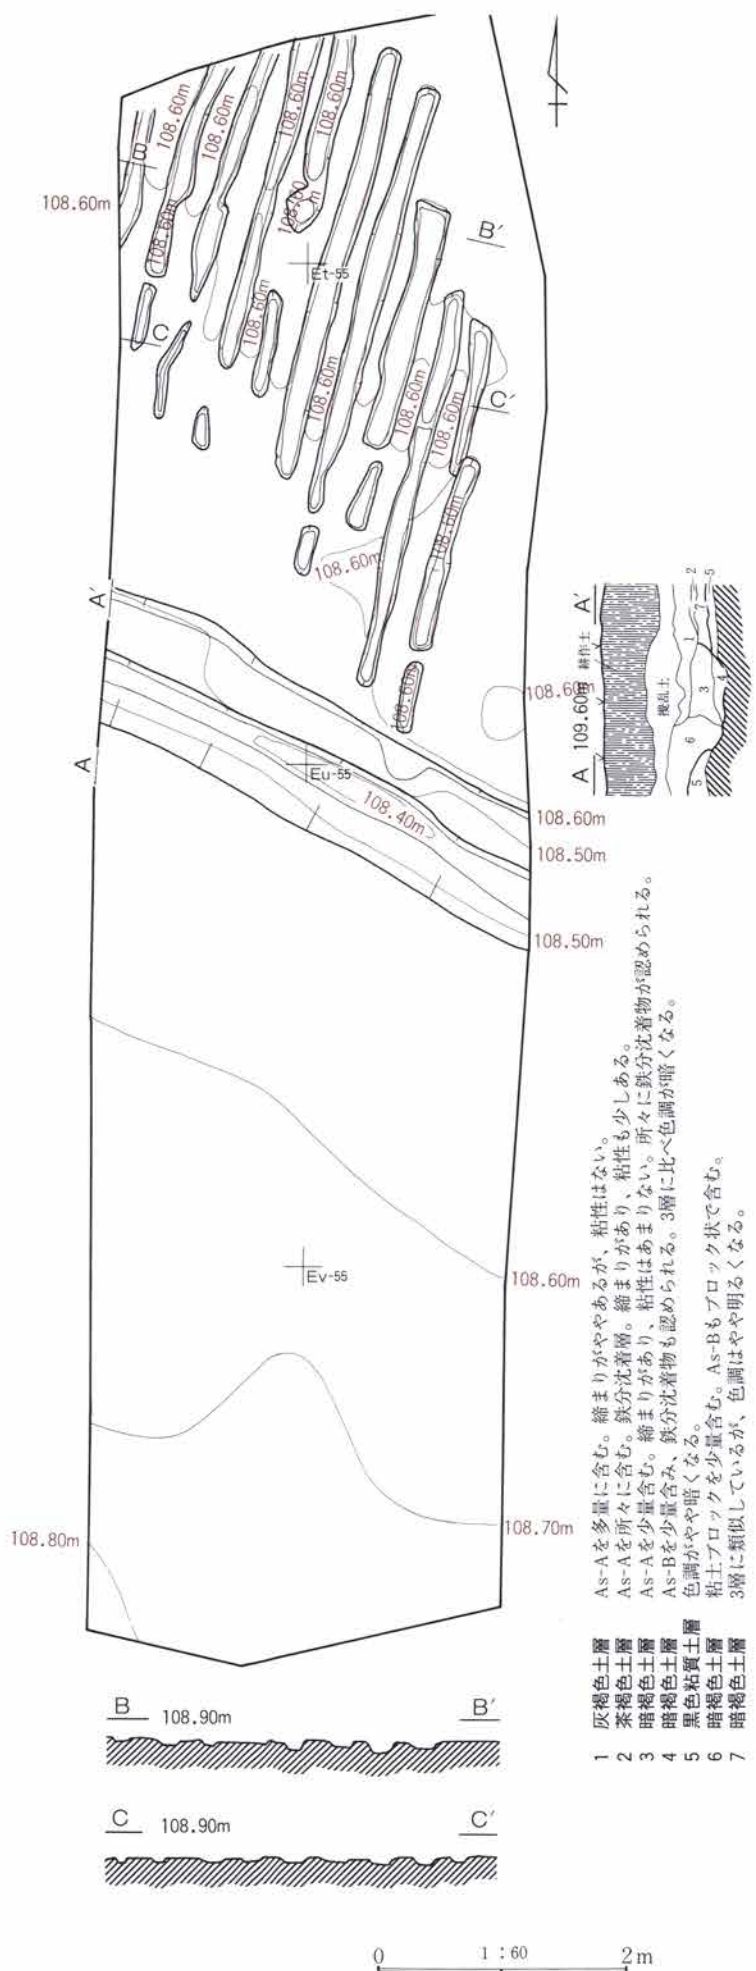 108.60m
108.60m
108.60m
108.60m
108.60m
B
108.60m
108.60m
B′
Et-55
C
108.60m
108.60m
108.60m
108.60m
C′
108.60m
108.60m
A′
108.60m
108.60m
A
Eu-55
108.40m
108.60m
108.50m
108.50m
Ev-55
108.60m
108.70m
108.80m
A 109.60m 耕作土 A′
攪乱土
1
2
3
4
5
5
6
7
1 灰褐色土層 As-Aを多量に含む。締まりがややあるが、粘性はない。
2 茶褐色土層 As-Aを所々に含む。鉄分沈着層。締まりがあり、粘性も少しある。
3 暗褐色土層 As-Aを少量含む。締まりがあり、粘性はあまりない。所々に鉄分沈着物が認められる。
4 暗褐色土層 As-Bを少量含み、鉄分沈着物も認められる。3層に比べ色調が暗くなる。
5 黒色粘質土層 色調がやや暗くなる。
6 暗褐色土層 粘土ブロックを少量含む。As-Bもブロック状で含む。
7 暗褐色土層 3層に類似しているが、色調はやや明るくなる。
B 108.90m B′
C 108.90m C′
0 1:60 2m